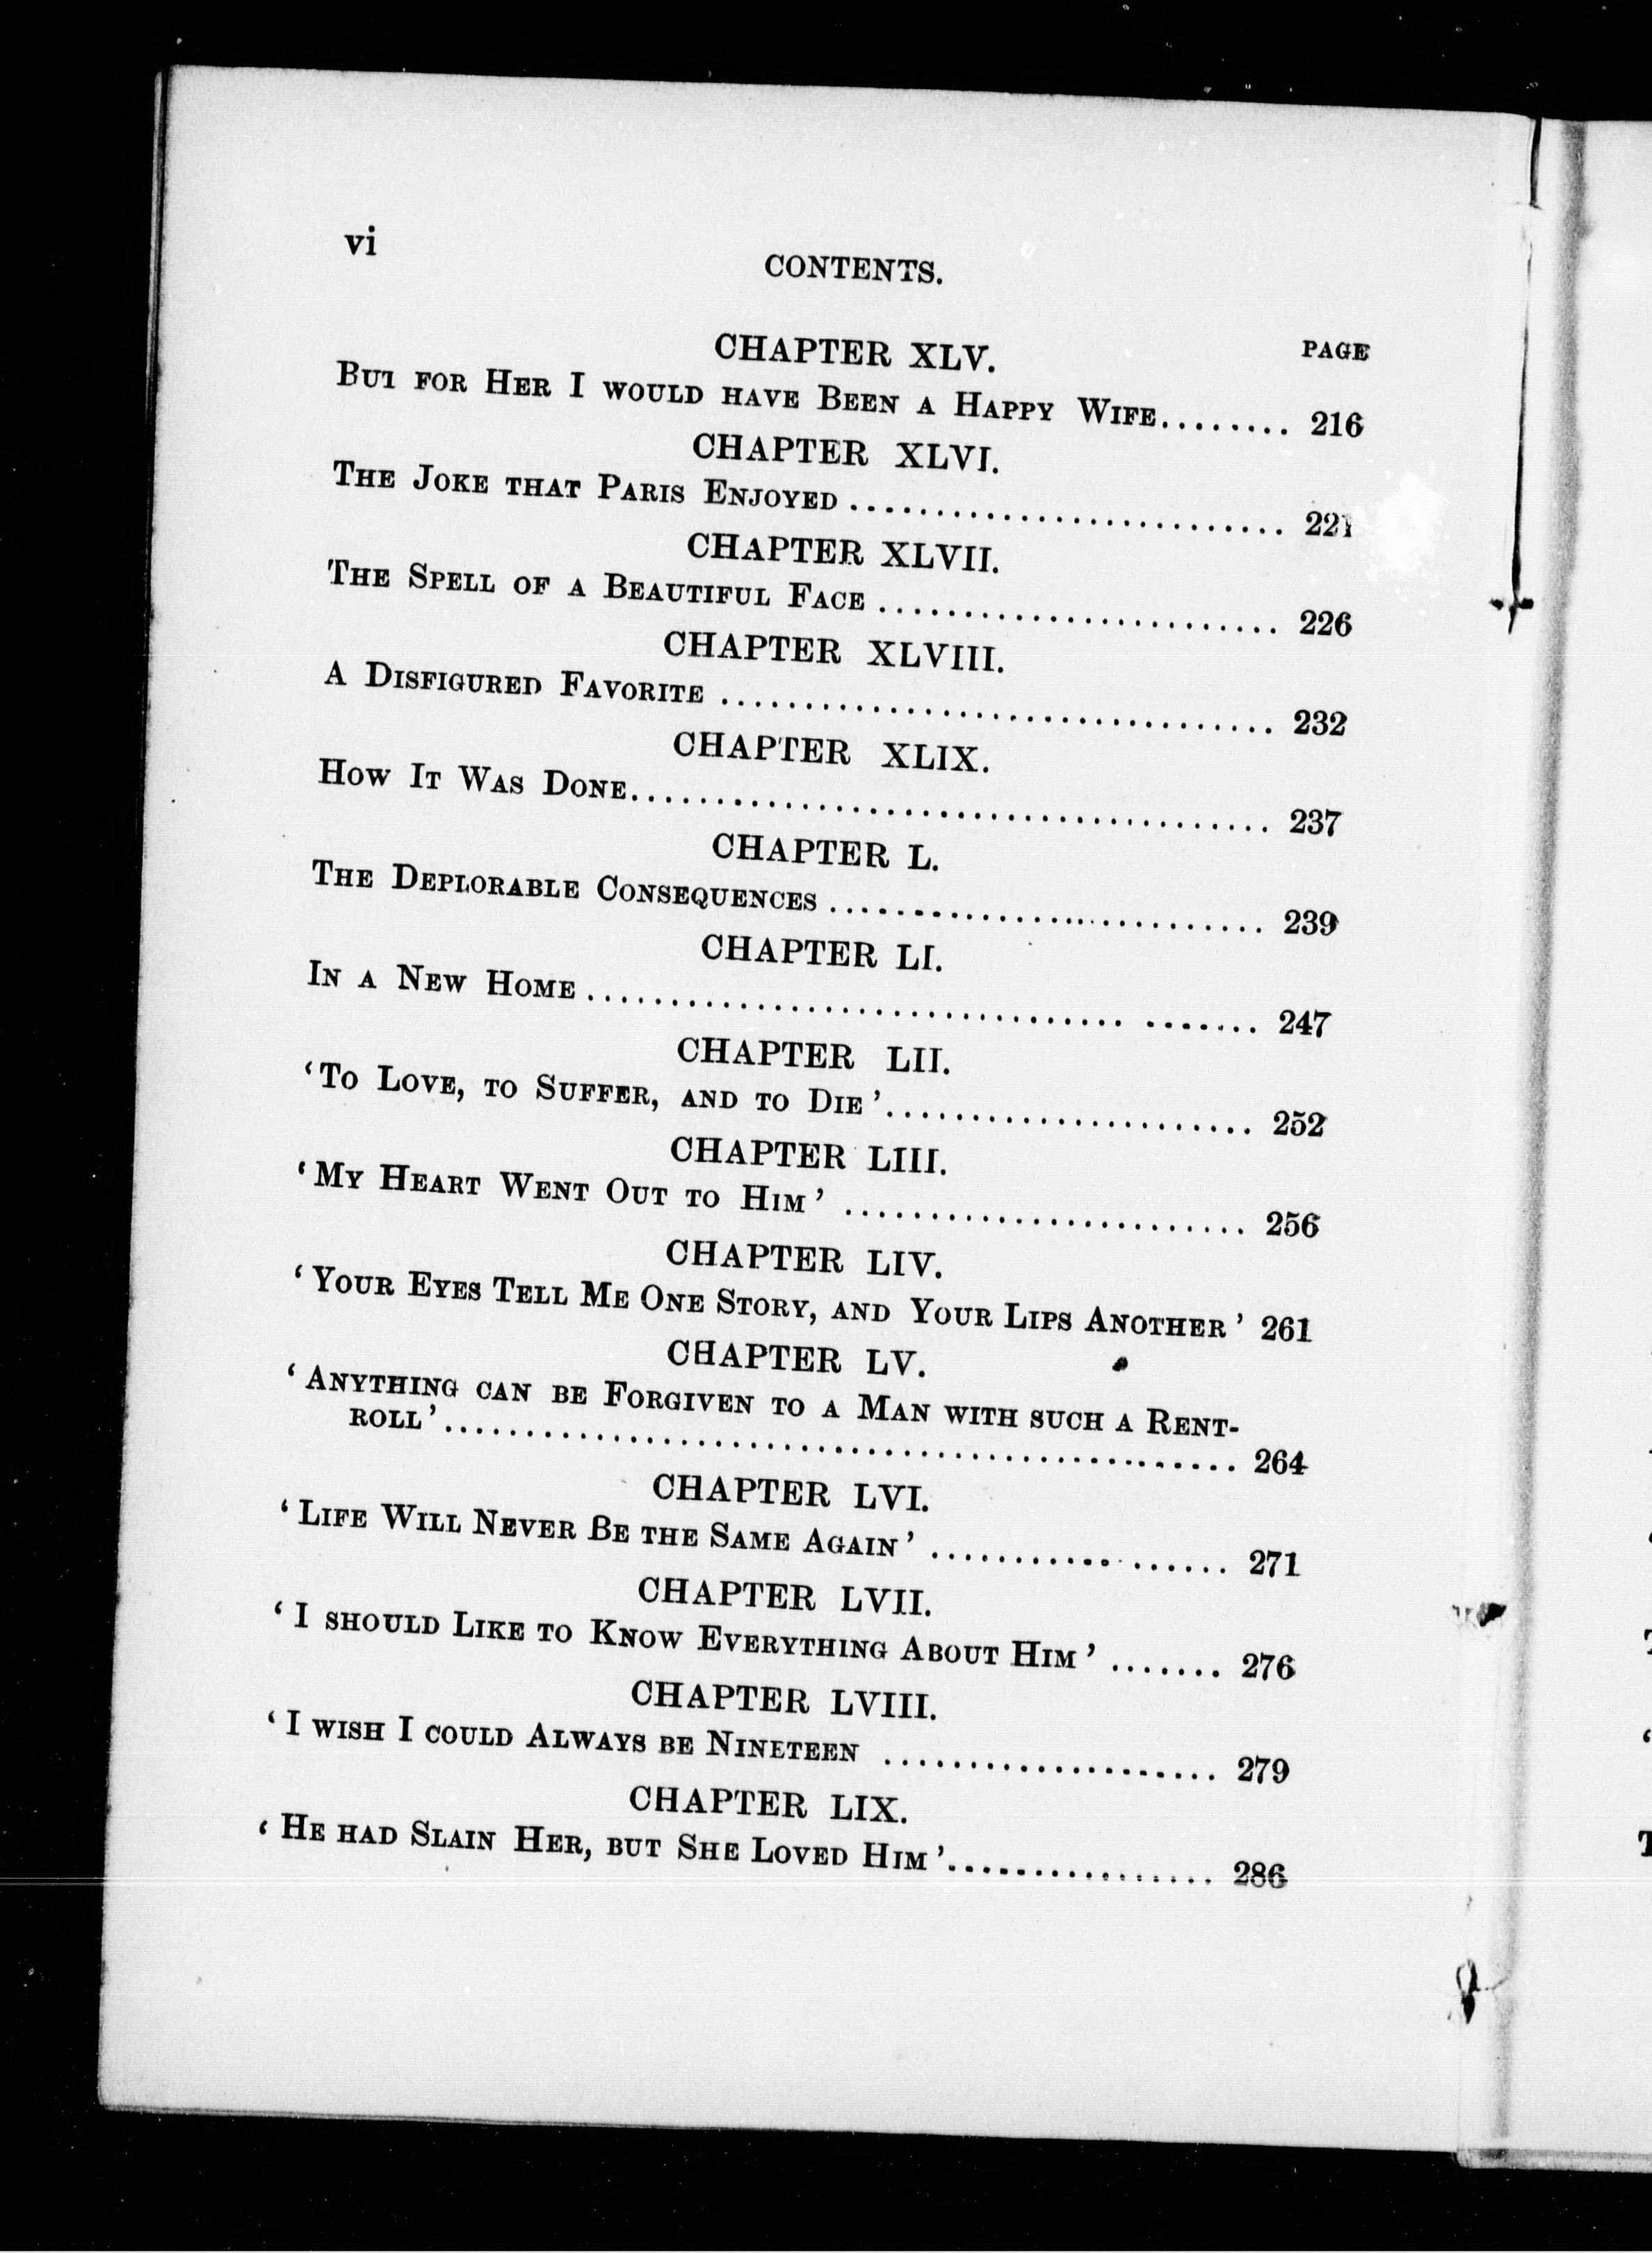 vi
CONTENTS.
PAGE
CHAPTER XLV.
BUT FOR HER I WOULD HAVE BEEN A HAPPY WIFE........ 216
CHAPTER XLVI.
THE JOKE THAT PARIS ENJOYED .......................... 221
CHAPTER XLVII.
THE SPELL OF A BEAUTIFUL FACE ........................ 226
CHAPTER XLVIII.
A DISFIGURED FAVORITE ................................. 232
CHAPTER XLIX.
HOW IT WAS DONE...................................... 237
CHAPTER L.
THE DEPLORABLE CONSEQUENCES .......................... 239
CHAPTER LI.
IN A NEW HOME ................................ ....... 247
CHAPTER LII.
‘TO LOVE, TO SUFFER, AND TO DIE’...................... 252
CHAPTER LIII.
‘MY HEART WENT OUT TO HIM’ ........................ 256
CHAPTER LIV.
‘YOUR EYES TELL ME ONE STORY, AND YOUR LIPS ANOTHER’ 261
CHAPTER LV.
‘ANYTHING CAN BE FORGIVEN TO A MAN WITH SUCH A RENT-
ROLL’............................................... 264
CHAPTER LVI.
‘LIFE WILL NEVER BE THE SAME AGAIN’ ........... ...... 271
CHAPTER LVII.
‘I SHOULD LIKE TO KNOW EVERYTHING ABOUT HIM’ ....... 276
CHAPTER LVIII.
‘I WISH I COULD ALWAYS BE NINETEEN .................... 279
CHAPTER LIX.
‘HE HAD SLAIN HER, BUT SHE LOVED HIM’................ 286